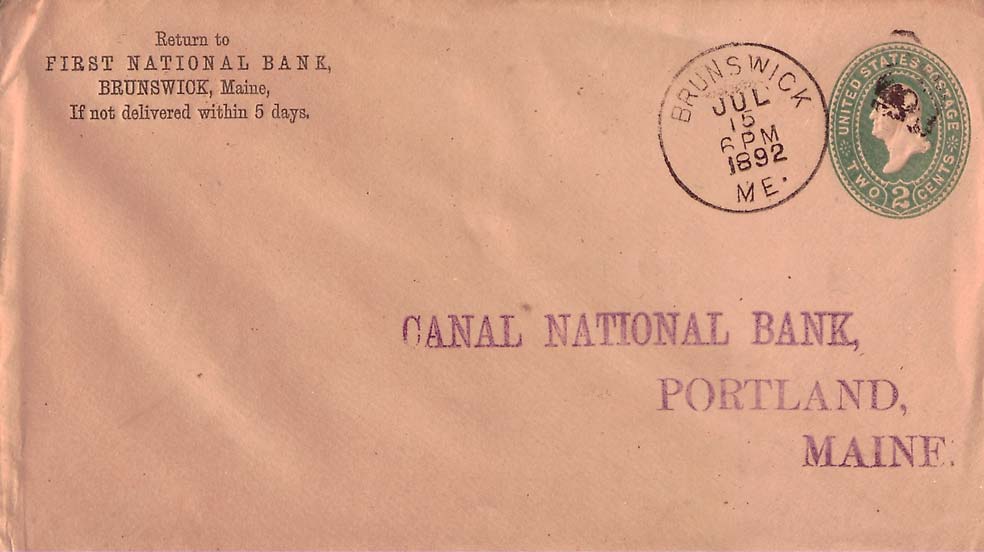 Return to
FIRST NATIONAL BANK,
BRUNSWICK, Maine,
If not delivered within 5 days.
BRUNSWICK
JUL
15
6 PM
1892
ME.
UNITED STATES POSTAGE
TWO 2 CENTS
CANAL NATIONAL BANK,
PORTLAND,
MAINE.